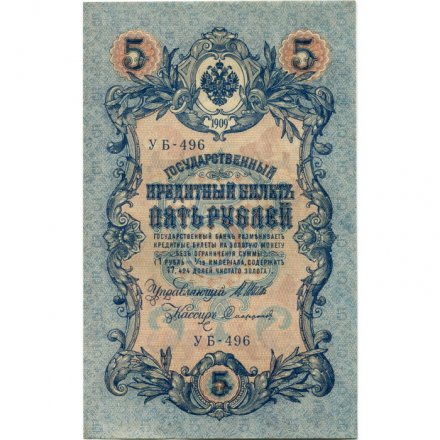 5 5
1909
УБ-496
ГОСУДАРСТВЕННЫЙ
КРЕДИТНЫЙ БИЛЕТЪ
ПЯТЬ РУБЛЕЙ
ГОСУДАРСТВЕННЫЙ БАНКЪ РАЗМѢНИВАЕТЪ
КРЕДИТНЫЕ БИЛЕТЫ НА ЗОЛОТУЮ МОНЕТУ
БЕЗЪ ОГРАНИЧЕНІЯ СУММЫ
(1 РУБЛЬ = 1/15 ИМПЕРІАЛА, СОДЕРЖИТЪ
17,424 ДОЛЕЙ ЧИСТАГО ЗОЛОТА).
Управляющій
Кассиръ
УБ-496
5